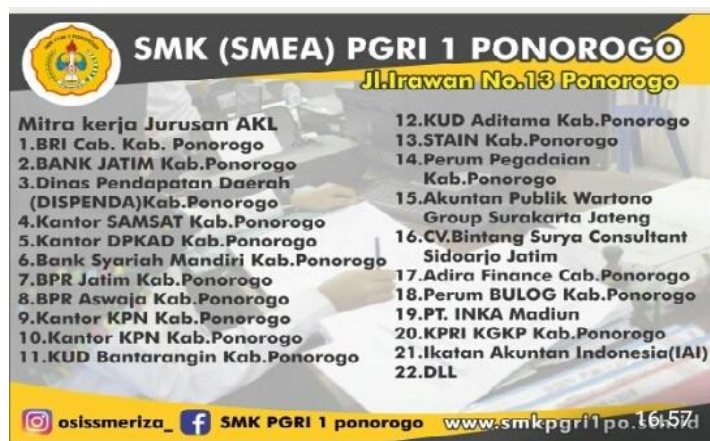 SMK (SMEA) PGRI 1 PONOROGO
Jl.Irawan No.13 Ponorogo
Mitra kerja Jurusan AKL
1.BRI Cab. Kab. Ponorogo
2.BANK JATIM Kab.Ponorogo
3.Dinas Pendapatan Daerah
(DISPENDA)Kab.Ponorogo
4.Kantor SAMSAT Kab.Ponorogo
5.Kantor DPKAD Kab.Ponorogo
6.Bank Syariah Mandiri Kab.Ponorogo
7.BPR Jatim Kab.Ponorogo
8.BPR Aswaja Kab.Ponorogo
9.Kantor KPN Kab.Ponorogo
10.Kantor KPN Kab.Ponorogo
11.KUD Bantarangin Kab.Ponorogo
12.KUD Aditama Kab.Ponorogo
13.STAIN Kab.Ponorogo
14.Perum Pegadaian
Kab.Ponorogo
15.Akuntan Publik Wartono
Group Surakarta Jateng
16.CV.Bintang Surya Consultant
Sidoarjo Jatim
17.Adira Finance Cab.Ponorogo
18.Perum BULOG Kab.Ponorogo
19.PT. INKA Madiun
20.KPRI KGKP Kab.Ponorogo
21.Ikatan Akuntan Indonesia(IAI)
22.DLL
osissmeriza_ SMK PGRI 1 ponorogo www.smkpgri1po.sch.id
16:57